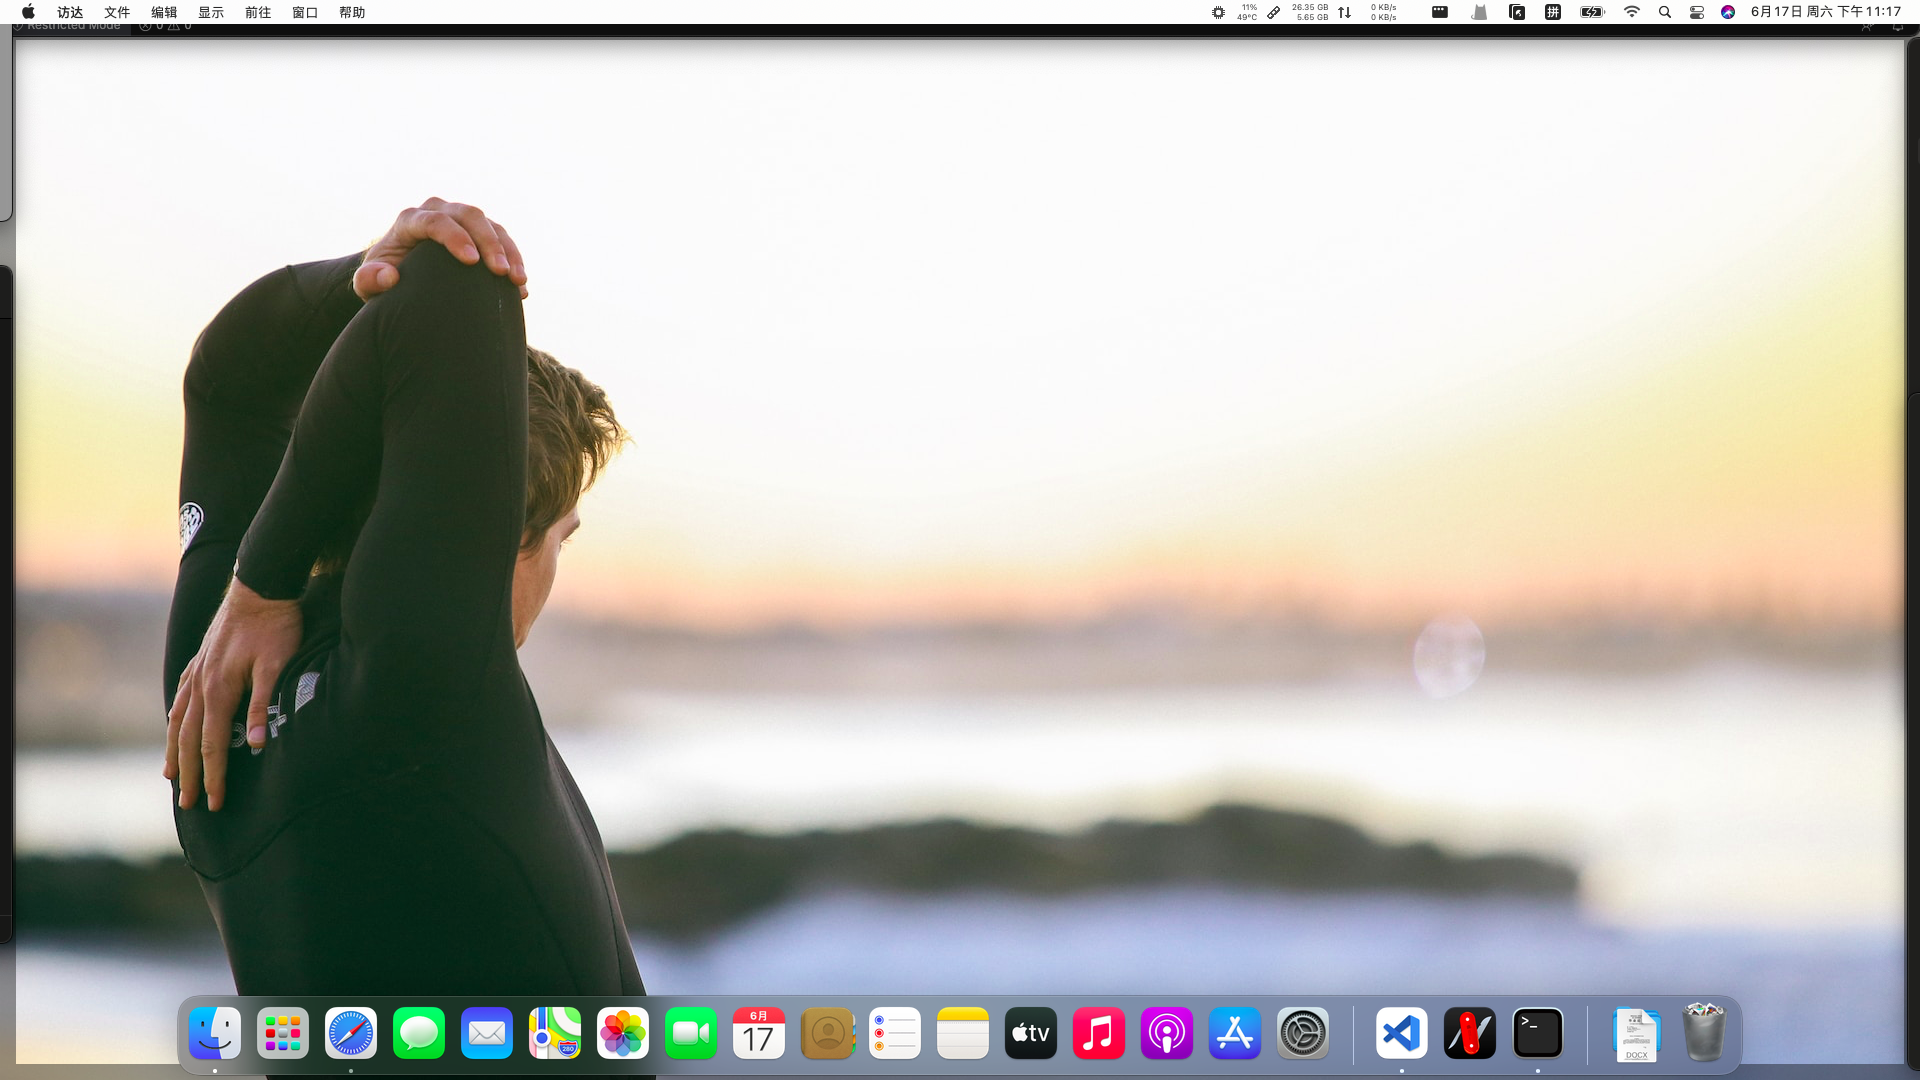 访达 文件 编辑 显示 前往 窗口 帮助 11% 49°C 26.35 GB 5.65 GB 0 KB/s 0 KB/s 拼 6月17日 周六 下午11:17
Restricted Mode 0 0
6月
17
280
tv
>_
DOCX